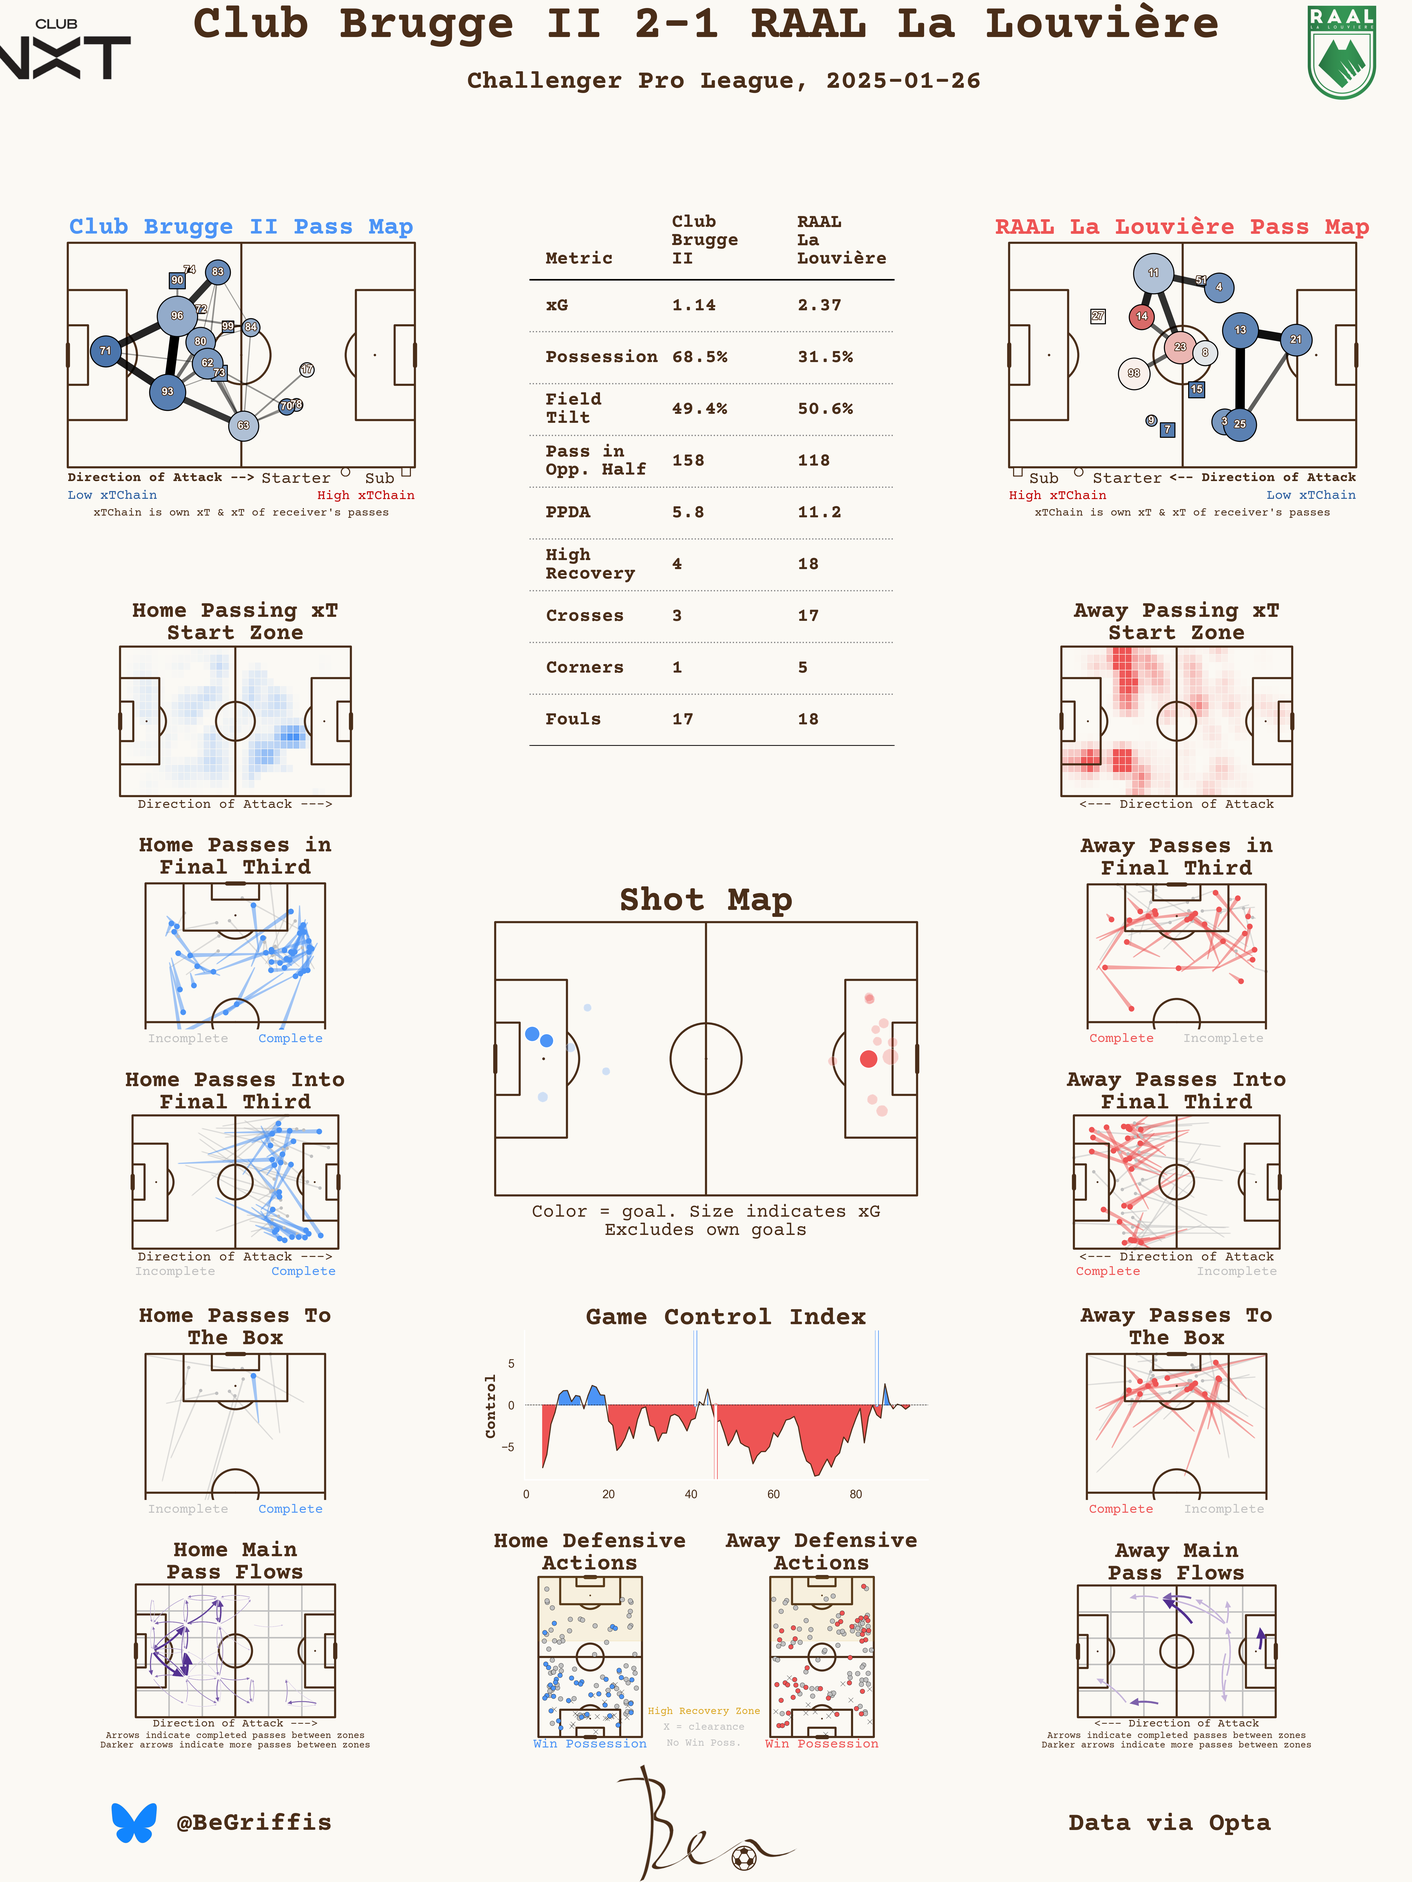 CLUB
NXT
Club Brugge II 2-1 RAAL La Louvière
Challenger Pro League, 2025-01-26
RAAL
LA LOUVIÈRE
Club Brugge II Pass Map
74
90
83
72
96
99
84
80
71
62
73
17
93
70
63
Direction of Attack --> Starter Sub
Low xTChain High xTChain
xTChain is own xT & xT of receiver's passes
Metric Club Brugge II RAAL La Louvière
xG 1.14 2.37
Possession 68.5% 31.5%
Field Tilt 49.4% 50.6%
Pass in Opp. Half 158 118
PPDA 5.8 11.2
High Recovery 4 18
Crosses 3 17
Corners 1 5
Fouls 17 18
RAAL La Louvière Pass Map
11
51
4
27
14
13
21
23
8
98
15
9
7
3
25
Sub Starter <-- Direction of Attack
High xTChain Low xTChain
xTChain is own xT & xT of receiver's passes
Home Passing xT
Start Zone
Direction of Attack --->
Away Passing xT
Start Zone
<--- Direction of Attack
Home Passes in
Final Third
Incomplete Complete
Away Passes in
Final Third
Complete Incomplete
Shot Map
Color = goal. Size indicates xG
Excludes own goals
Home Passes Into
Final Third
Direction of Attack --->
Incomplete Complete
Away Passes Into
Final Third
<--- Direction of Attack
Complete Incomplete
Home Passes To
The Box
Incomplete Complete
Game Control Index
Control
5
0
−5
0 20 40 60 80
Away Passes To
The Box
Complete Incomplete
Home Main
Pass Flows
Direction of Attack --->
Arrows indicate completed passes between zones
Darker arrows indicate more passes between zones
Home Defensive
Actions
Win Possession
High Recovery Zone
X = clearance
No Win Poss.
Away Defensive
Actions
Win Possession
Away Main
Pass Flows
<--- Direction of Attack
Arrows indicate completed passes between zones
Darker arrows indicate more passes between zones
@BeGriffis
Ben
Data via Opta